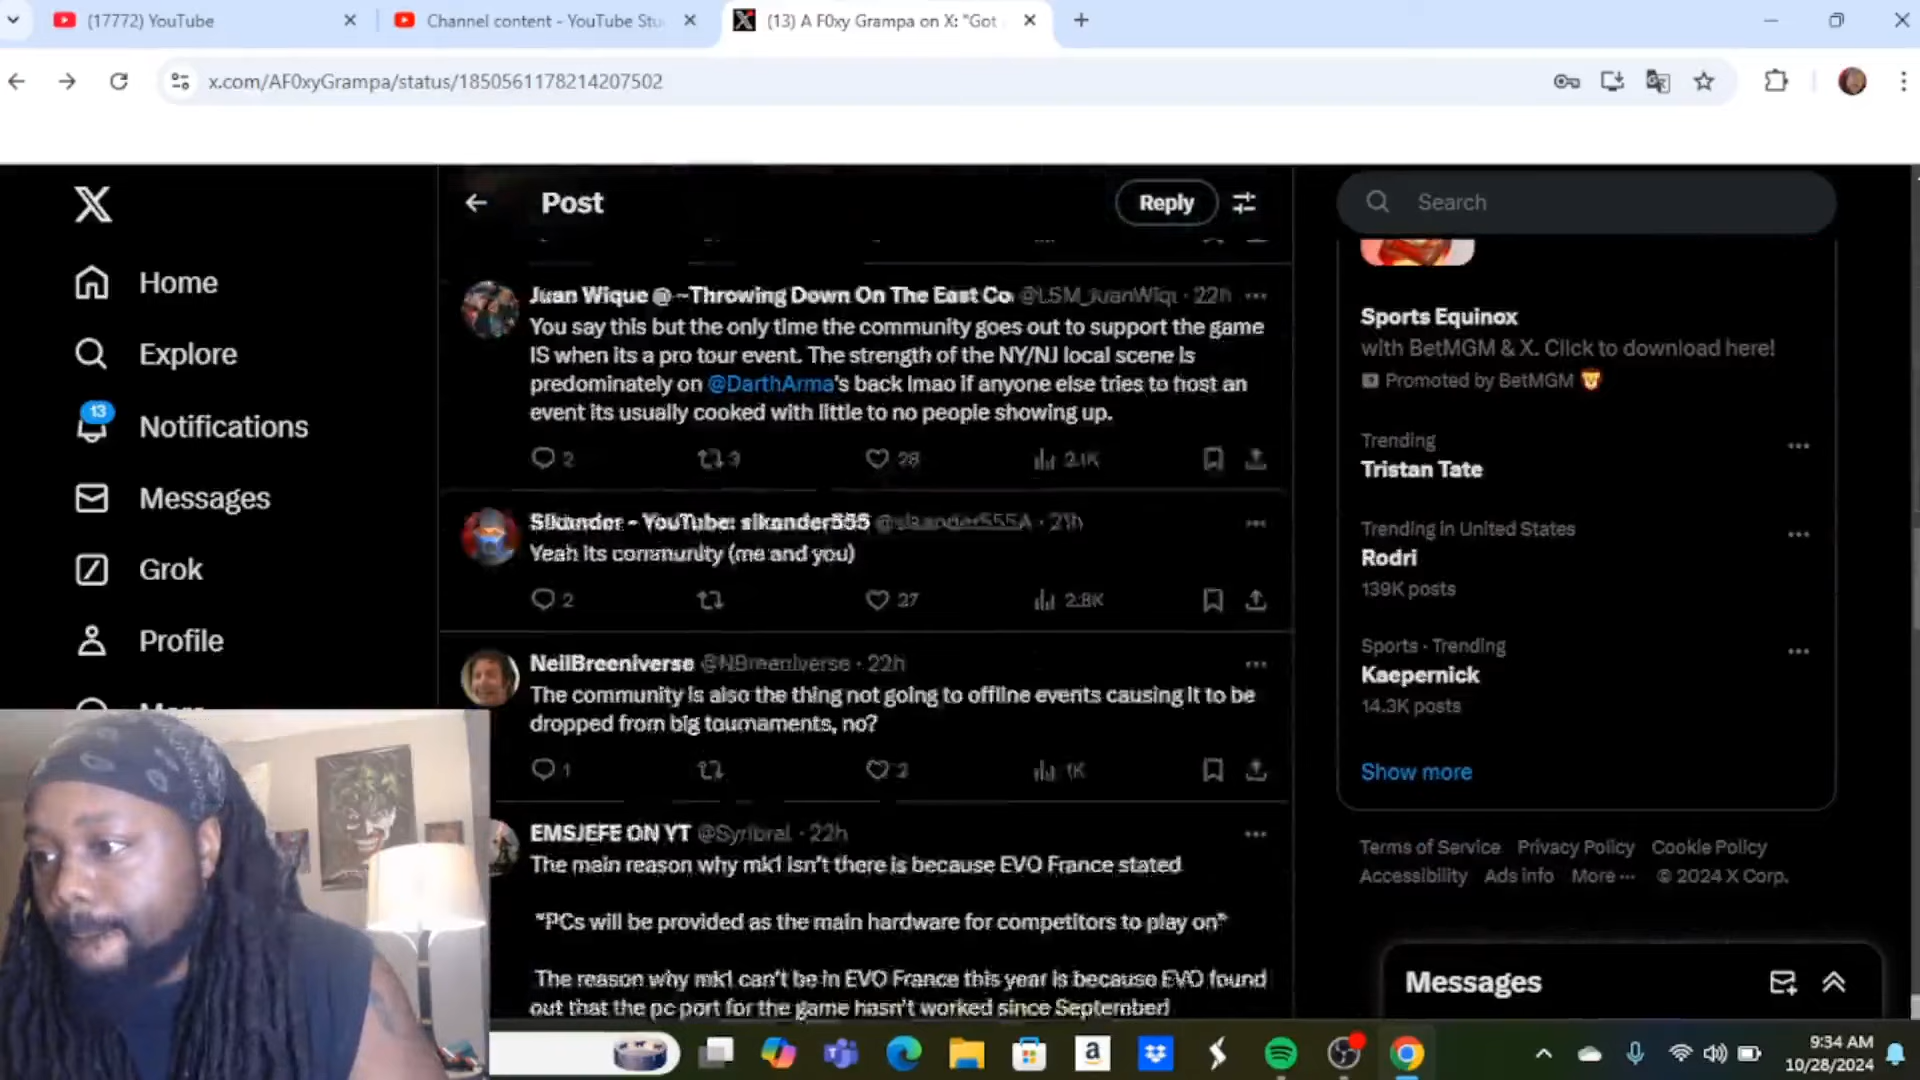 (17772) YouTube
Channel content - YouTube Stu
(13) A F0xy Grampa on X: "Got
x.com/AF0xyGrampa/status/1850561178214207502
Post
Reply
Search
Home
Explore
13
Notifications
Messages
Grok
Profile
Juan Wique @ ~Throwing Down On The East Co @LSM_JuanWiqu · 22h
You say this but the only time the community goes out to support the game
IS when its a pro tour event. The strength of the NY/NJ local scene is
predominately on @DarthArma's back lmao if anyone else tries to host an
event its usually cooked with little to no people showing up.
2 3 28 2.1K
Sikander - YouTube: sikander555 @sikander555A · 21h
Yeah its community (me and you)
2 27 2.8K
NeilBreeniverse @NBreeniverse · 22h
The community is also the thing not going to offline events causing it to be
dropped from big tournaments, no?
1 2 1K
EMSJEFE ON YT @Syribral · 22h
The main reason why mk1 isn't there is because EVO France stated
"PCs will be provided as the main hardware for competitors to play on"
The reason why mk1 can't be in EVO France this year is because EVO found
out that the pc port for the game hasn't worked since September
Sports Equinox
with BetMGM & X. Click to download here!
Promoted by BetMGM
Trending
Tristan Tate
Trending in United States
Rodri
139K posts
Sports · Trending
Kaepernick
14.3K posts
Show more
Terms of Service Privacy Policy Cookie Policy
Accessibility Ads info More ··· © 2024 X Corp.
Messages
9:34 AM
10/28/2024